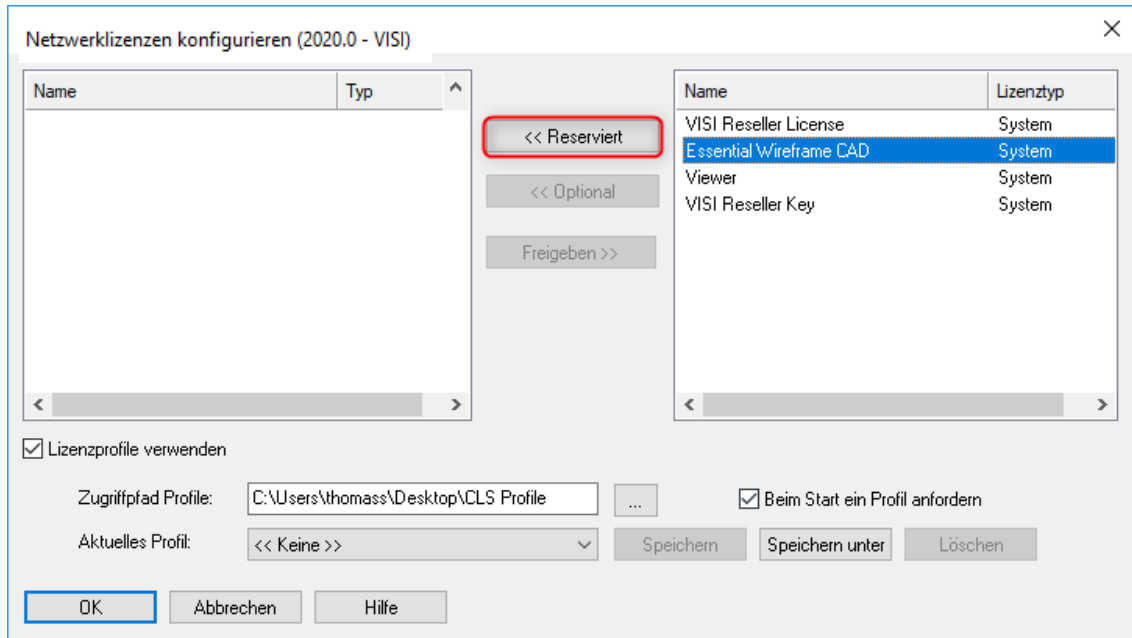 Netzwerklizenzen konfigurieren (2020.0 - VISI)
Name Typ
<< Reserviert
<< Optional
Freigeben >>
Name Lizenztyp
VISI Reseller License System
Essential Wireframe CAD System
Viewer System
VISI Reseller Key System
Lizenzprofile verwenden
Zugriffpfad Profile: C:\Users\thomass\Desktop\CLS Profile ... Beim Start ein Profil anfordern
Aktuelles Profil: << Keine >> Speichern Speichern unter Löschen
OK Abbrechen Hilfe